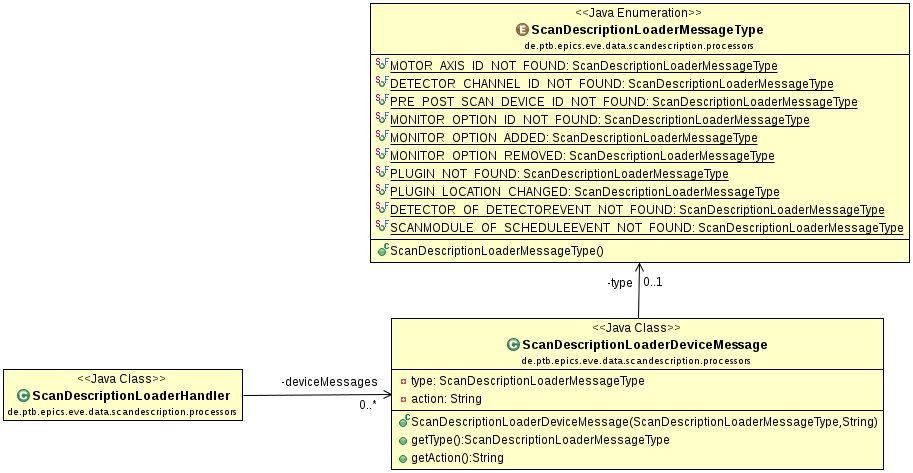 <<Java Enumeration>>
ScanDescriptionLoaderMessageType
de.ptb.epics.eve.data.scandescription.processors
MOTOR_AXIS_ID_NOT_FOUND: ScanDescriptionLoaderMessageType
DETECTOR_CHANNEL_ID_NOT_FOUND: ScanDescriptionLoaderMessageType
PRE_POST_SCAN_DEVICE_ID_NOT_FOUND: ScanDescriptionLoaderMessageType
MONITOR_OPTION_ID_NOT_FOUND: ScanDescriptionLoaderMessageType
MONITOR_OPTION_ADDED: ScanDescriptionLoaderMessageType
MONITOR_OPTION_REMOVED: ScanDescriptionLoaderMessageType
PLUGIN_NOT_FOUND: ScanDescriptionLoaderMessageType
PLUGIN_LOCATION_CHANGED: ScanDescriptionLoaderMessageType
DETECTOR_OF_DETECTOREVENT_NOT_FOUND: ScanDescriptionLoaderMessageType
SCANMODULE_OF_SCHEDULEEVENT_NOT_FOUND: ScanDescriptionLoaderMessageType
ScanDescriptionLoaderMessageType()
-type 0..1
<<Java Class>>
ScanDescriptionLoaderDeviceMessage
de.ptb.epics.eve.data.scandescription.processors
type: ScanDescriptionLoaderMessageType
action: String
ScanDescriptionLoaderDeviceMessage(ScanDescriptionLoaderMessageType,String)
getType():ScanDescriptionLoaderMessageType
getAction():String
<<Java Class>>
ScanDescriptionLoaderHandler
de.ptb.epics.eve.data.scandescription.processors
-deviceMessages
0..*